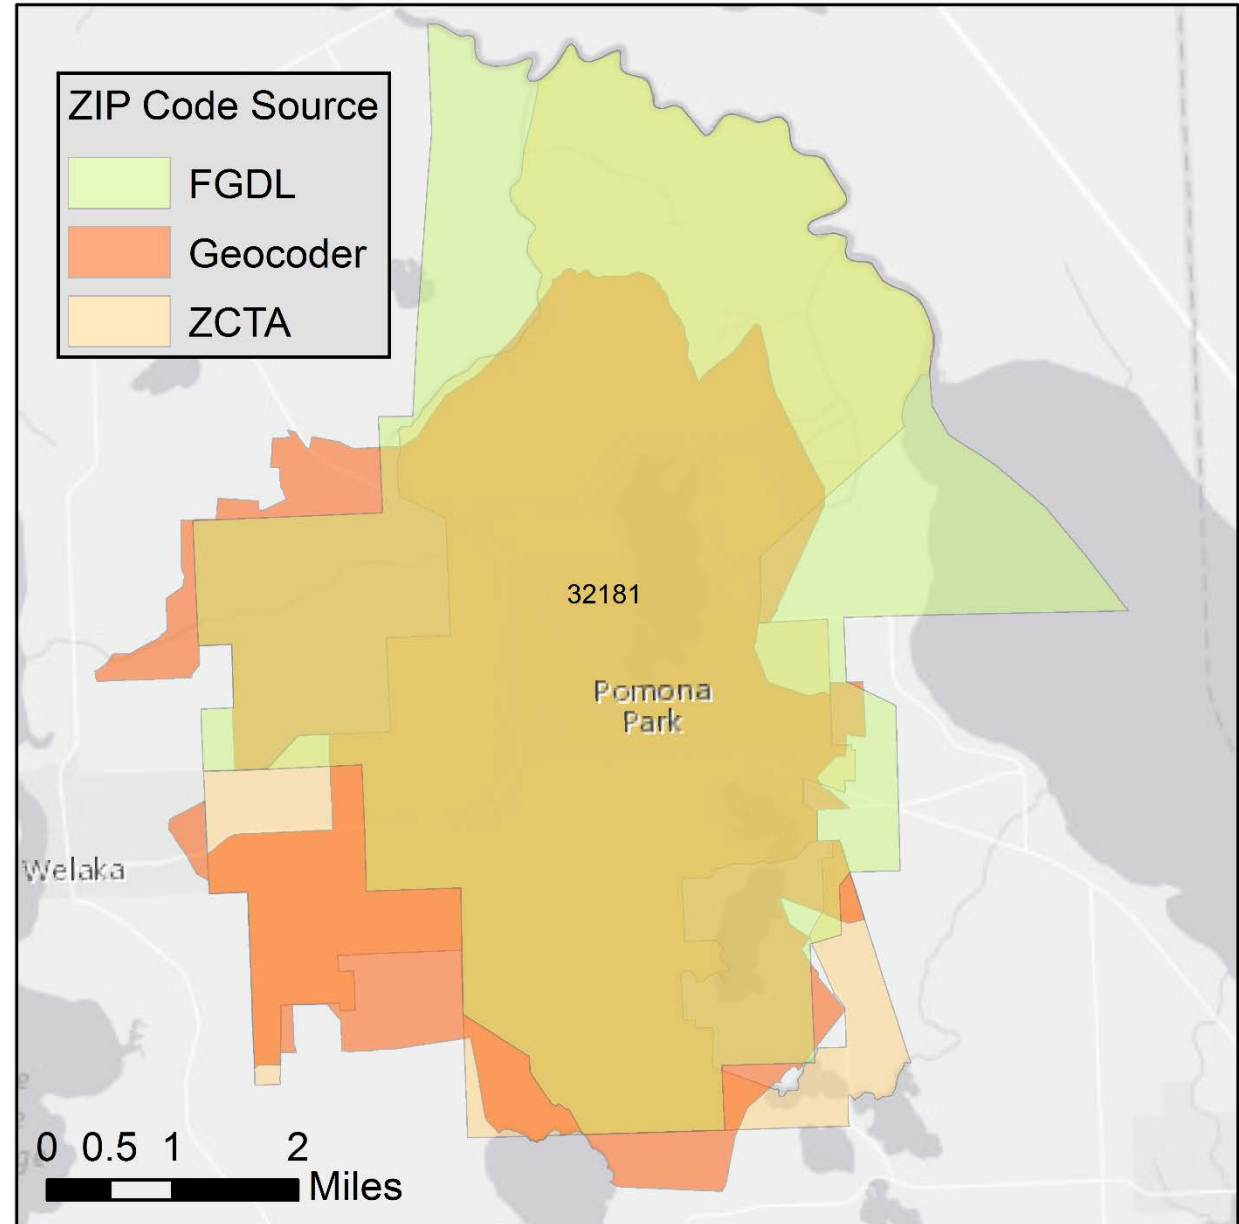 ZIP Code Source
FGDL
Geocoder
ZCTA
32181
Pomona
Park
Welaka
0 0.5 1 2
Miles